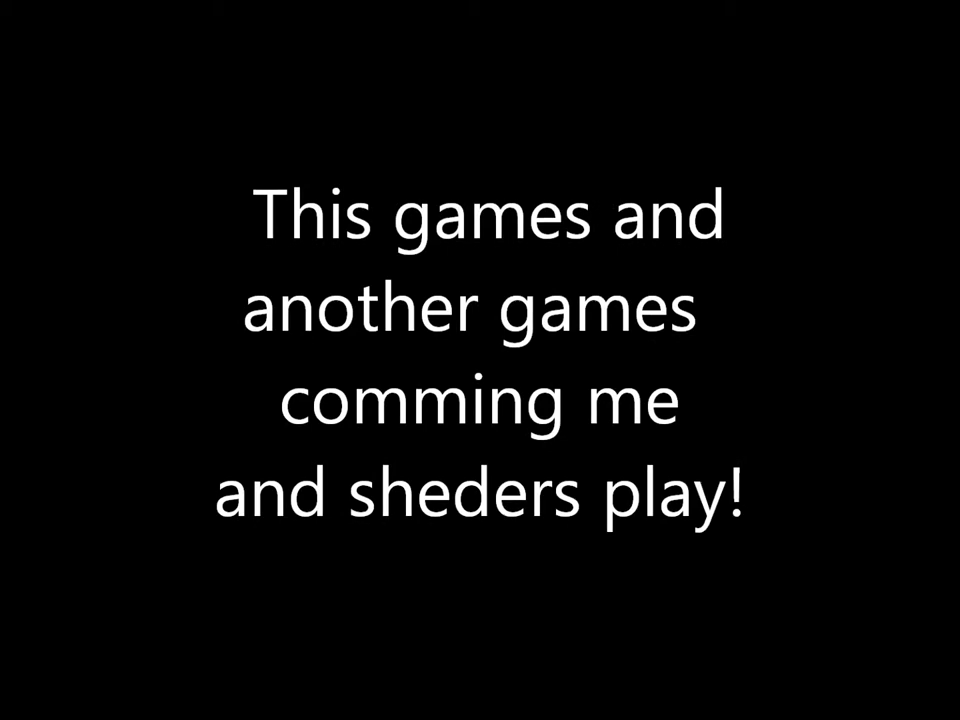 This games and
another games
comming me
and sheders play!